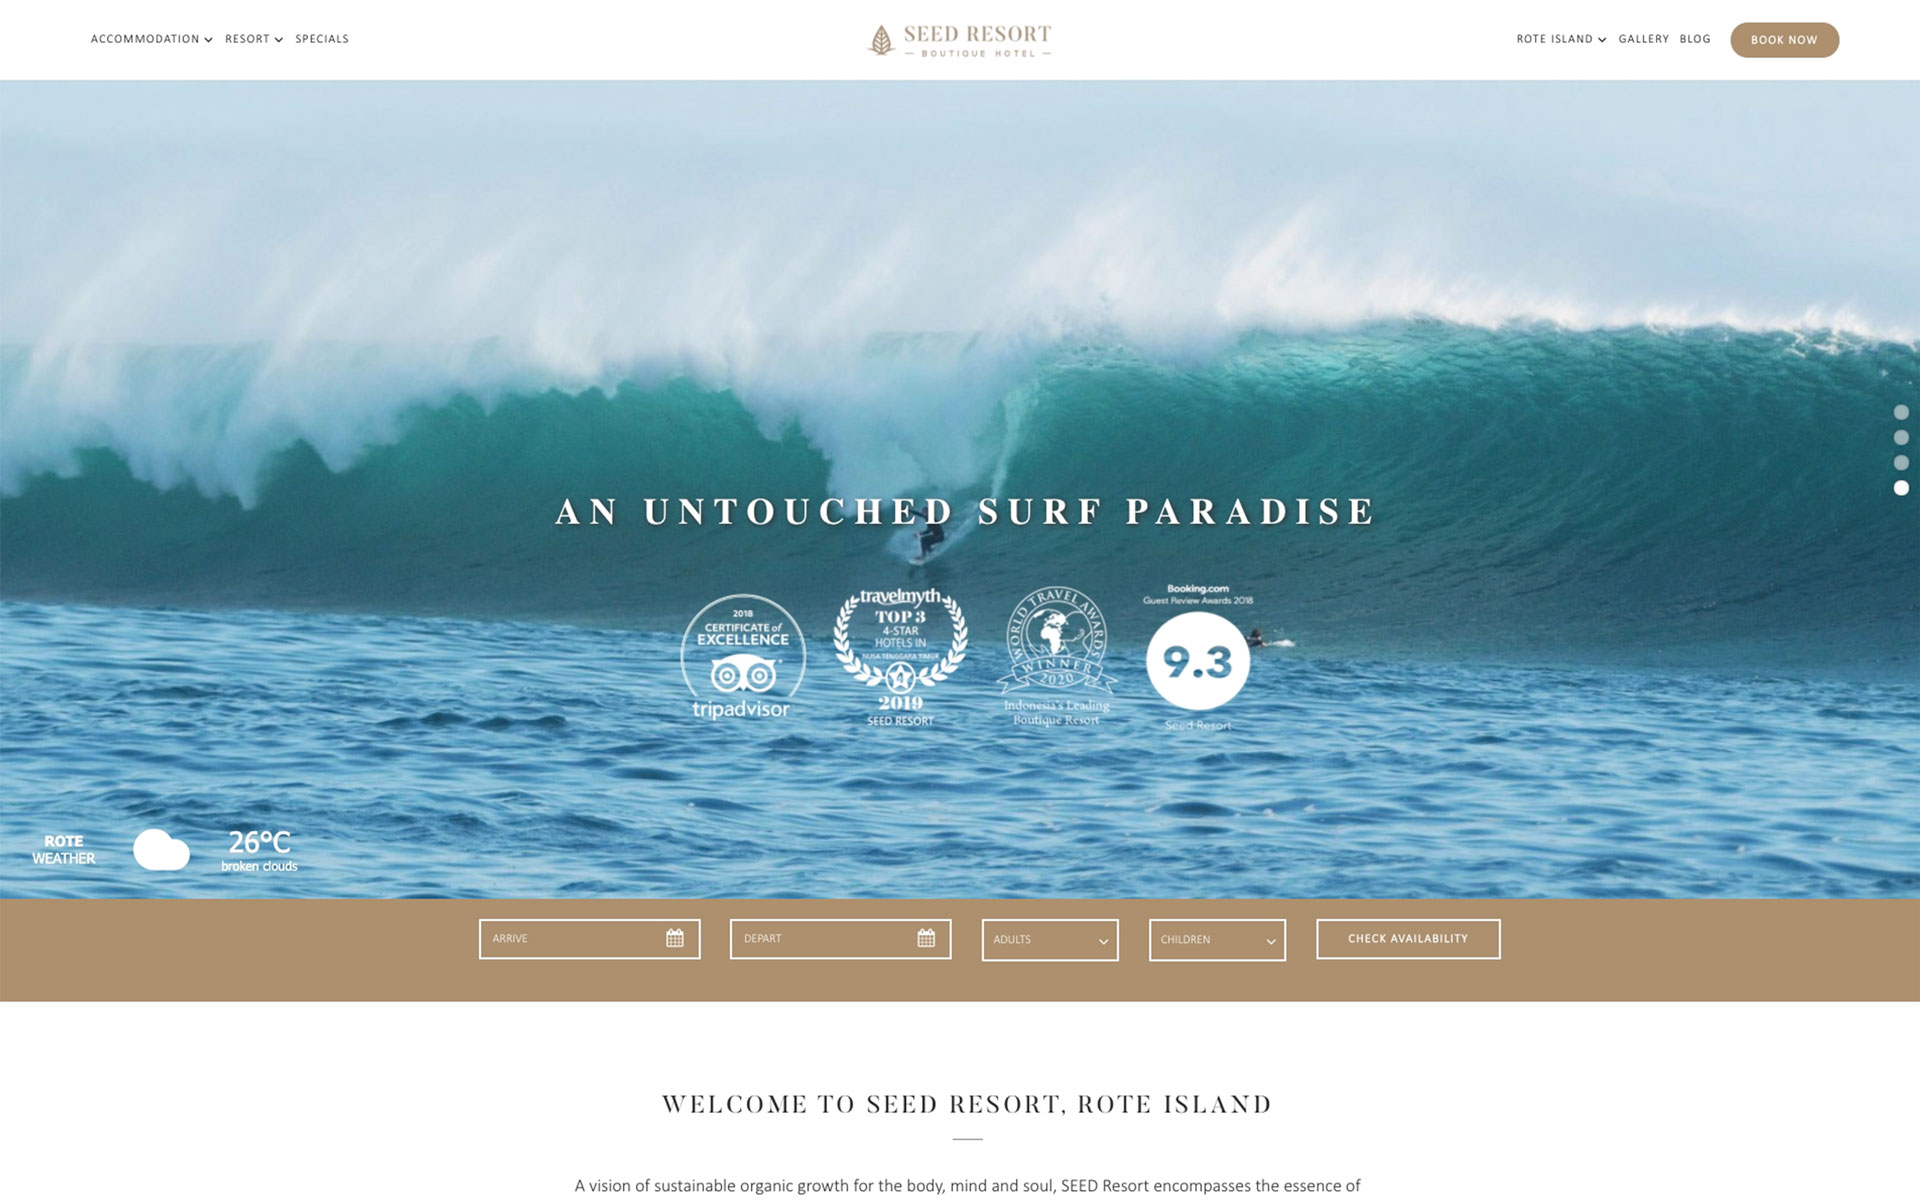 ACCOMMODATION
RESORT
SPECIALS
SEED RESORT
BOUTIQUE HOTEL
ROTE ISLAND
GALLERY
BLOG
BOOK NOW
AN UNTOUCHED SURF PARADISE
2018
CERTIFICATE of
EXCELLENCE
tripadvisor
travelmyth
TOP 3
4-STAR
HOTELS IN
NUSA TENGGARA TIMUR
2019
SEED RESORT
WORLD TRAVEL AWARDS
WINNER
2020
Indonesia's Leading
Boutique Resort
Booking.com
Guest Review Awards 2018
9.3
Seed Resort
ROTE
WEATHER
26°C
broken clouds
ARRIVE
DEPART
ADULTS
CHILDREN
CHECK AVAILABILITY
WELCOME TO SEED RESORT, ROTE ISLAND
A vision of sustainable organic growth for the body, mind and soul, SEED Resort encompasses the essence of